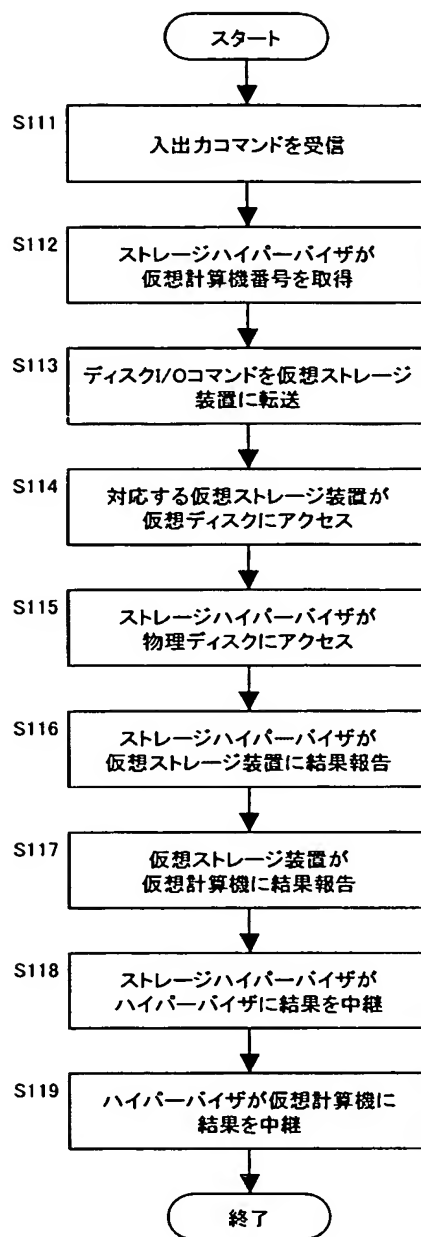 スタート
S111
入出力コマンドを受信
S112
ストレージハイパーバイザが
仮想計算機番号を取得
S113
ディスクI/Oコマンドを仮想ストレージ
装置に転送
S114
対応する仮想ストレージ装置が
仮想ディスクにアクセス
S115
ストレージハイパーバイザが
物理ディスクにアクセス
S116
ストレージハイパーバイザが
仮想ストレージ装置に結果報告
S117
仮想ストレージ装置が
仮想計算機に結果報告
S118
ストレージハイパーバイザが
ハイパーバイザに結果を中継
S119
ハイパーバイザが仮想計算機に
結果を中継
終了